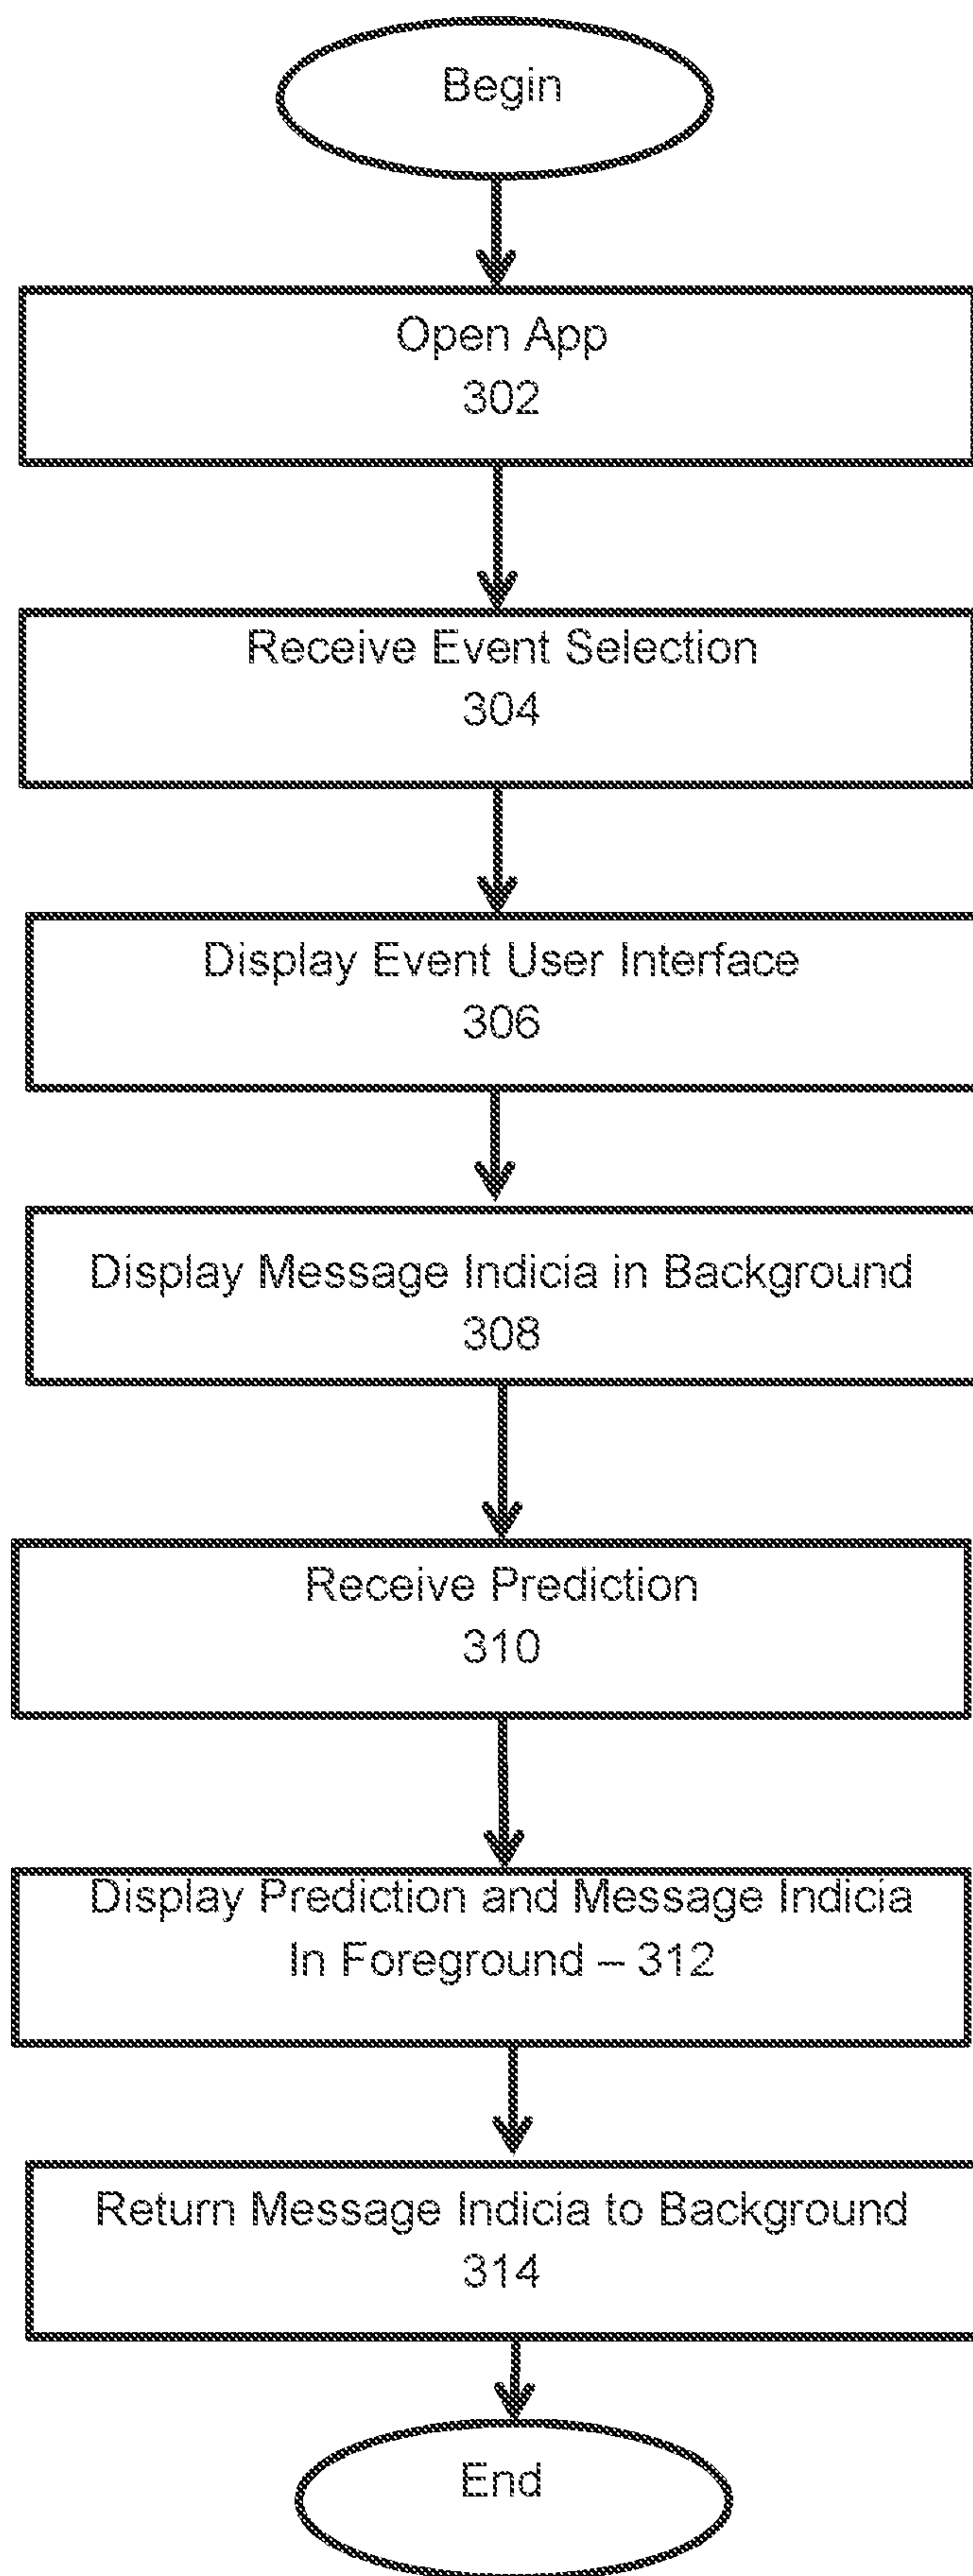 Begin
Open App
302
Receive Event Selection
304
Display Event User Interface
306
Display Message Indicia in Background
308
Receive Prediction
310
Display Prediction and Message Indicia
In Foreground – 312
Return Message Indicia to Background
314
End